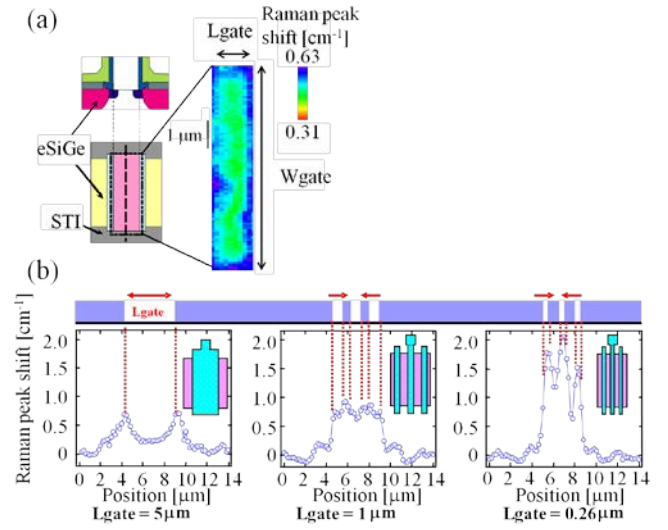 (a)
Lgate
Raman peak
shift [cm-1]
0.63
0.31
1 μm
Wgate
eSiGe
STI
(b)
Lgate
Raman peak shift [cm-1]
2.0
1.5
1.0
0.5
0
0 2 4 6 8 10 12 14
Position [μm]
Lgate = 5μm
2.0
1.5
1.0
0.5
0
0 2 4 6 8 10 12 14
Position [μm]
Lgate = 1 μm
2.0
1.5
1.0
0.5
0
0 2 4 6 8 10 12 14
Position [μm]
Lgate = 0.26μm